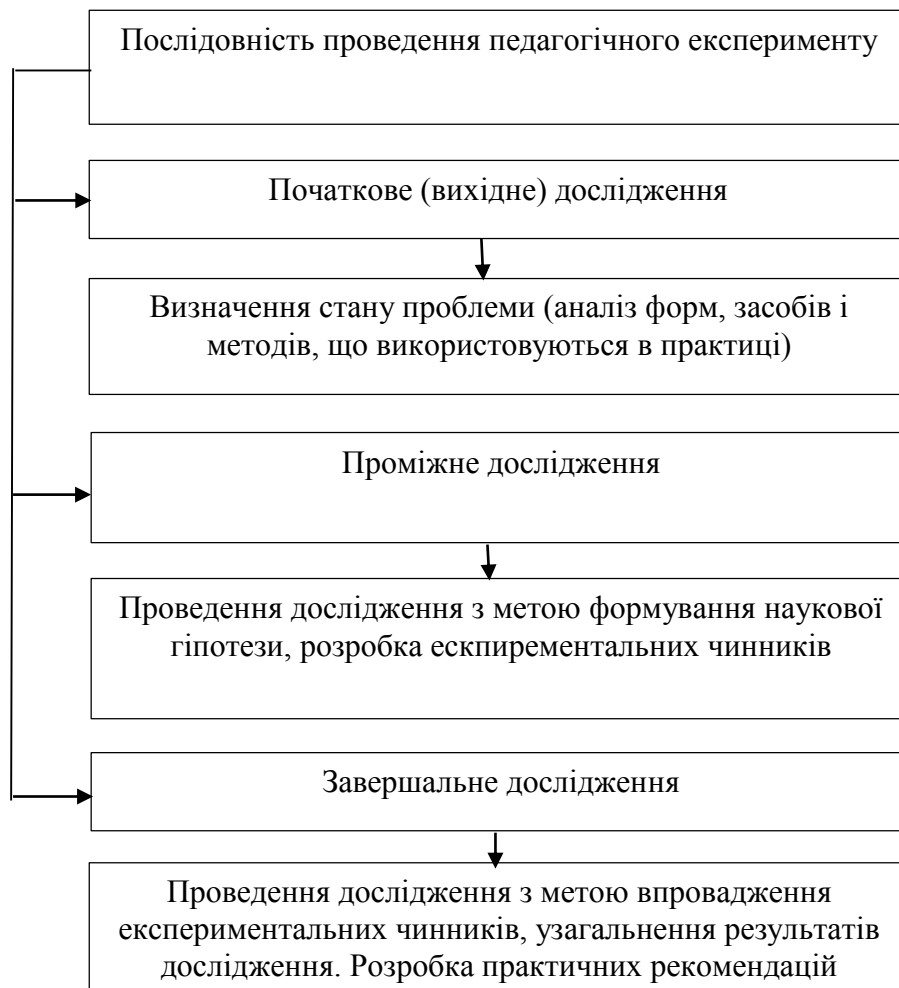 Послідовність проведення педагогічного експерименту
Початкове (вихідне) дослідження
Визначення стану проблеми (аналіз форм, засобів і
методів, що використовуються в практиці)
Проміжне дослідження
Проведення дослідження з метою формування наукової
гіпотези, розробка ескпирементальних чинників
Завершальне дослідження
Проведення дослідження з метою впровадження
експериментальних чинників, узагальнення результатів
дослідження. Розробка практичних рекомендацій